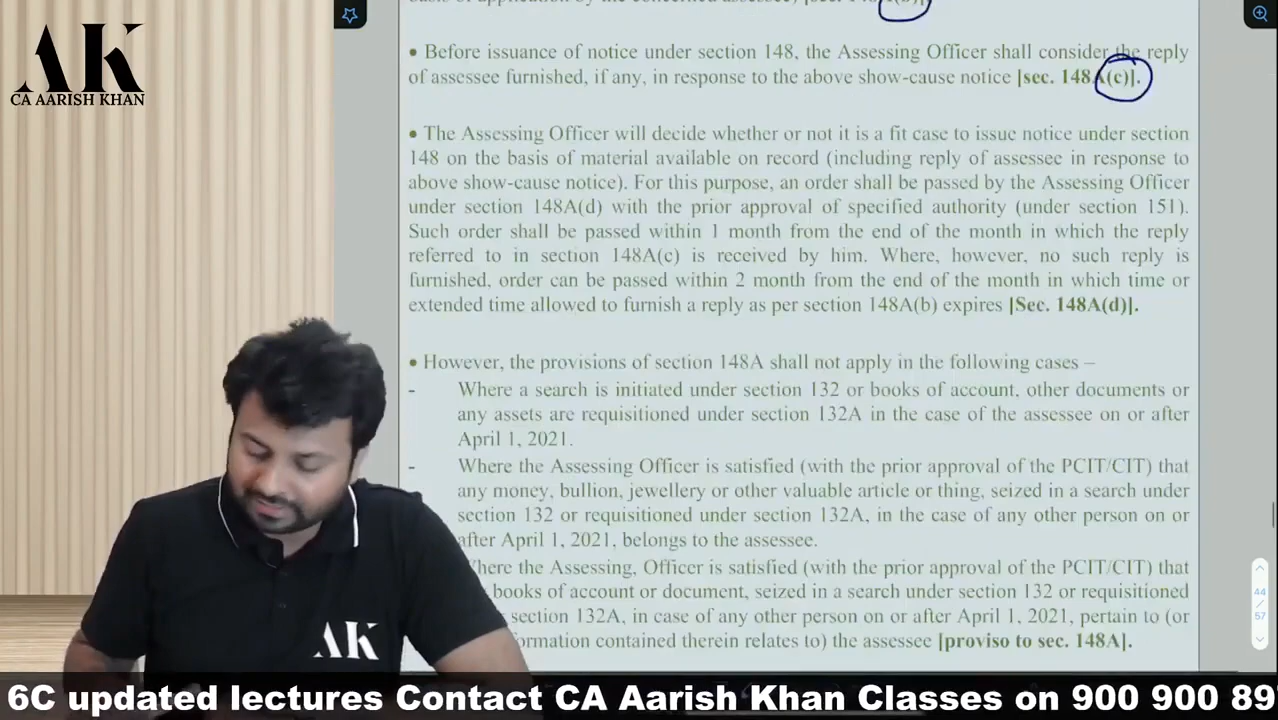 AK
CA AARISH KHAN
• Before issuance of notice under section 148, the Assessing Officer shall consider the reply
of assessee furnished, if any, in response to the above show-cause notice [sec. 148A(c)].
• The Assessing Officer will decide whether or not it is a fit case to issue notice under section
148 on the basis of material available on record (including reply of assessee in response to
above show-cause notice). For this purpose, an order shall be passed by the Assessing Officer
under section 148A(d) with the prior approval of specified authority (under section 151).
Such order shall be passed within 1 month from the end of the month in which the reply
referred to in section 148A(c) is received by him. Where, however, no such reply is
furnished, order can be passed within 2 month from the end of the month in which time or
extended time allowed to furnish a reply as per section 148A(b) expires [Sec. 148A(d)].
• However, the provisions of section 148A shall not apply in the following cases –
- Where a search is initiated under section 132 or books of account, other documents or
any assets are requisitioned under section 132A in the case of the assessee on or after
April 1, 2021.
- Where the Assessing Officer is satisfied (with the prior approval of the PCIT/CIT) that
any money, bullion, jewellery or other valuable article or thing, seized in a search under
section 132 or requisitioned under section 132A, in the case of any other person on or
after April 1, 2021, belongs to the assessee.
here the Assessing, Officer is satisfied (with the prior approval of the PCIT/CIT) that
books of account or document, seized in a search under section 132 or requisitioned
section 132A, in case of any other person on or after April 1, 2021, pertain to (or
formation contained therein relates to) the assessee [proviso to sec. 148A].
44
57
AK
6C updated lectures Contact CA Aarish Khan Classes on 900 900 89